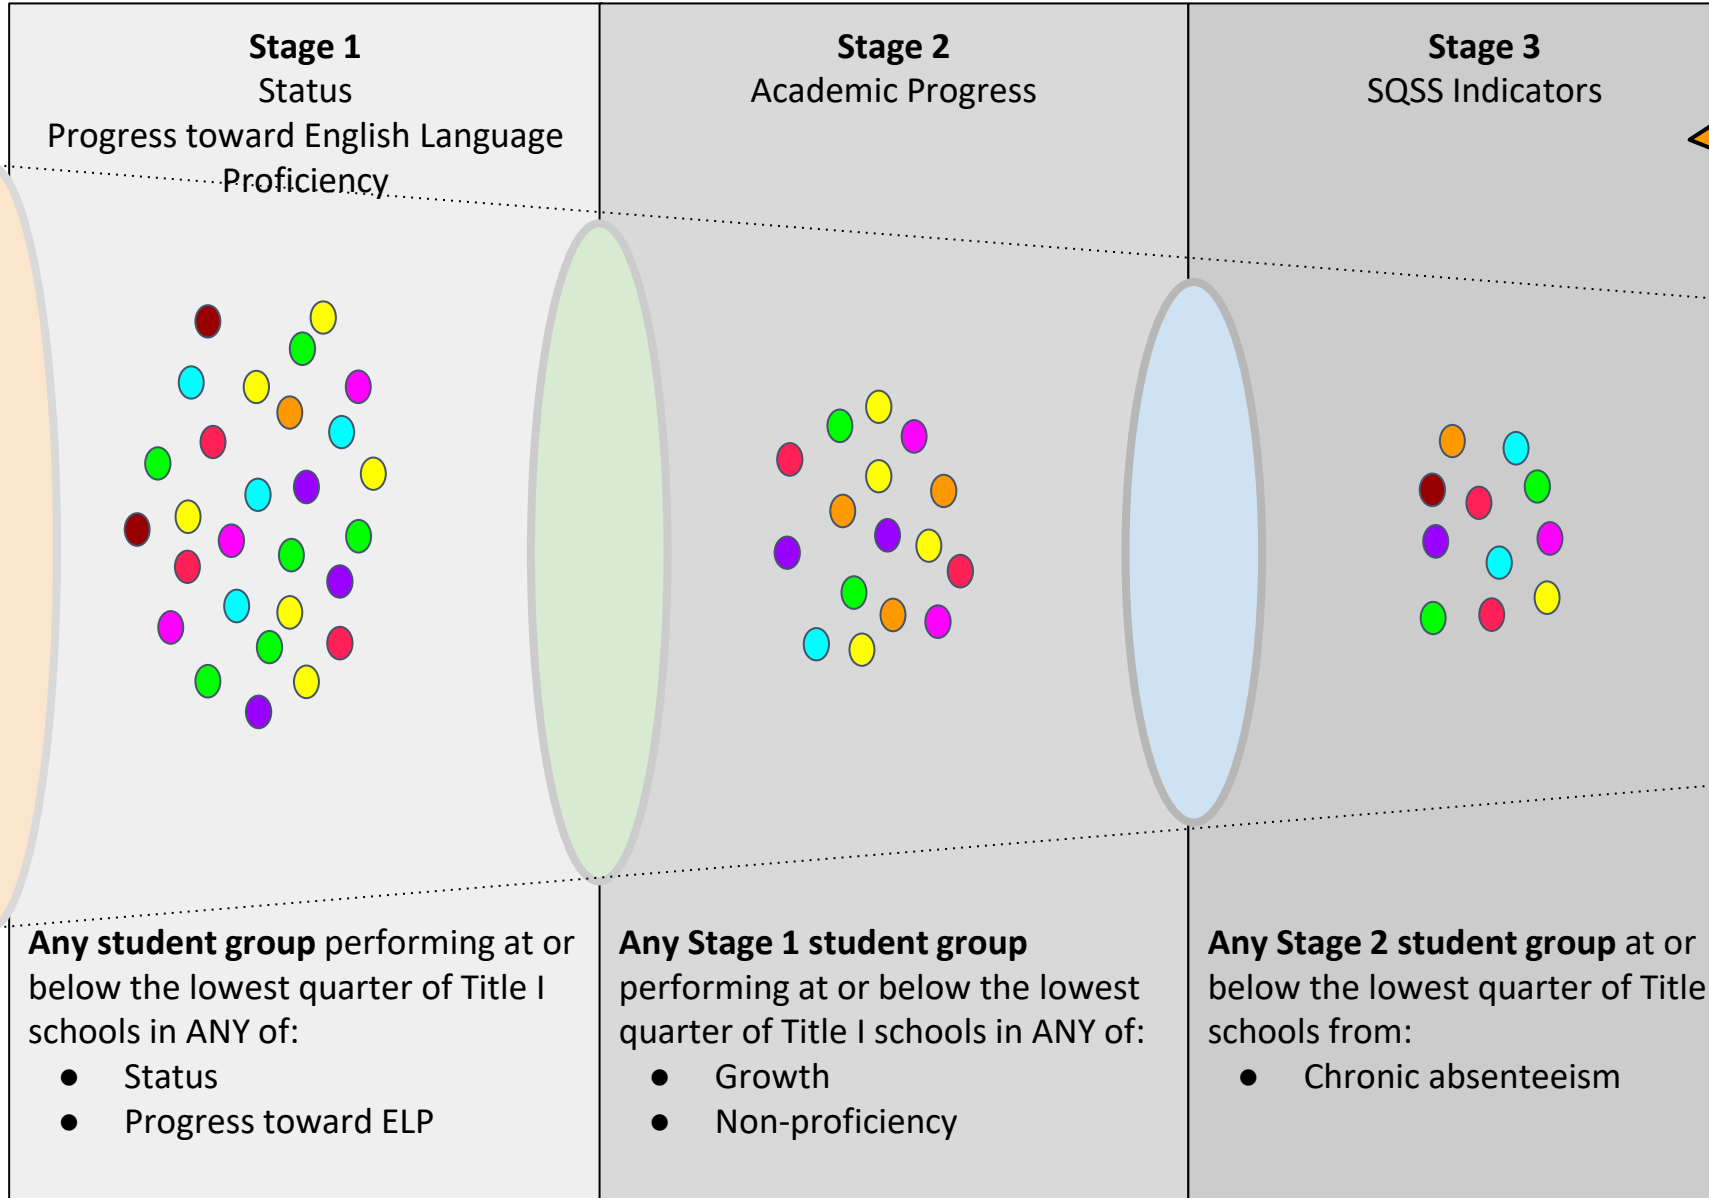 Stage 1
Status
Progress toward English Language
Proficiency
Any student group performing at or
below the lowest quarter of Title I
schools in ANY of:
● Status
● Progress toward ELP
Stage 2
Academic Progress
Any Stage 1 student group
performing at or below the lowest
quarter of Title I schools in ANY of:
● Growth
● Non-proficiency
Stage 3
SQSS Indicators
Any Stage 2 student group at or
below the lowest quarter of Title
schools from:
● Chronic absenteeism